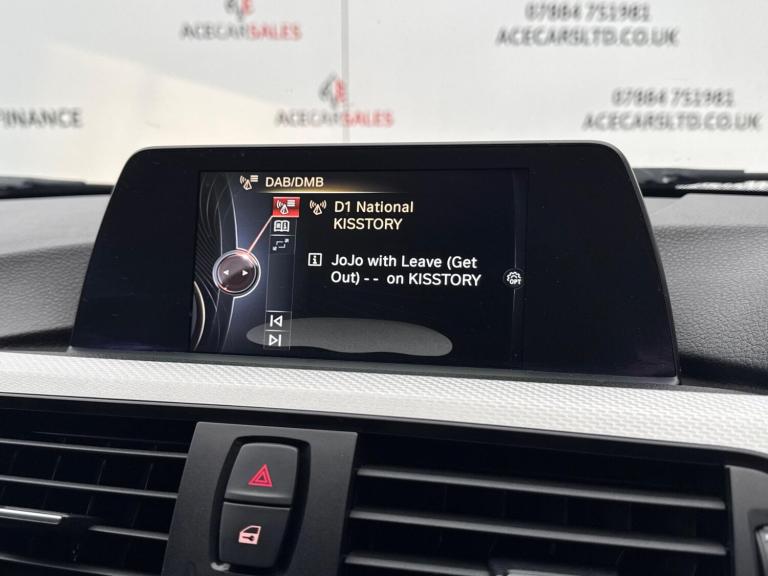 07884 751981
ACECARSALES
ACECARSLTD.CO.UK
07884 751981
FINANCE
ACECARSALES
ACECARSLTD.CO.UK
DAB/DMB
D1 National
KISSTORY
JoJo with Leave (Get
Out) - - on KISSTORY
OPT